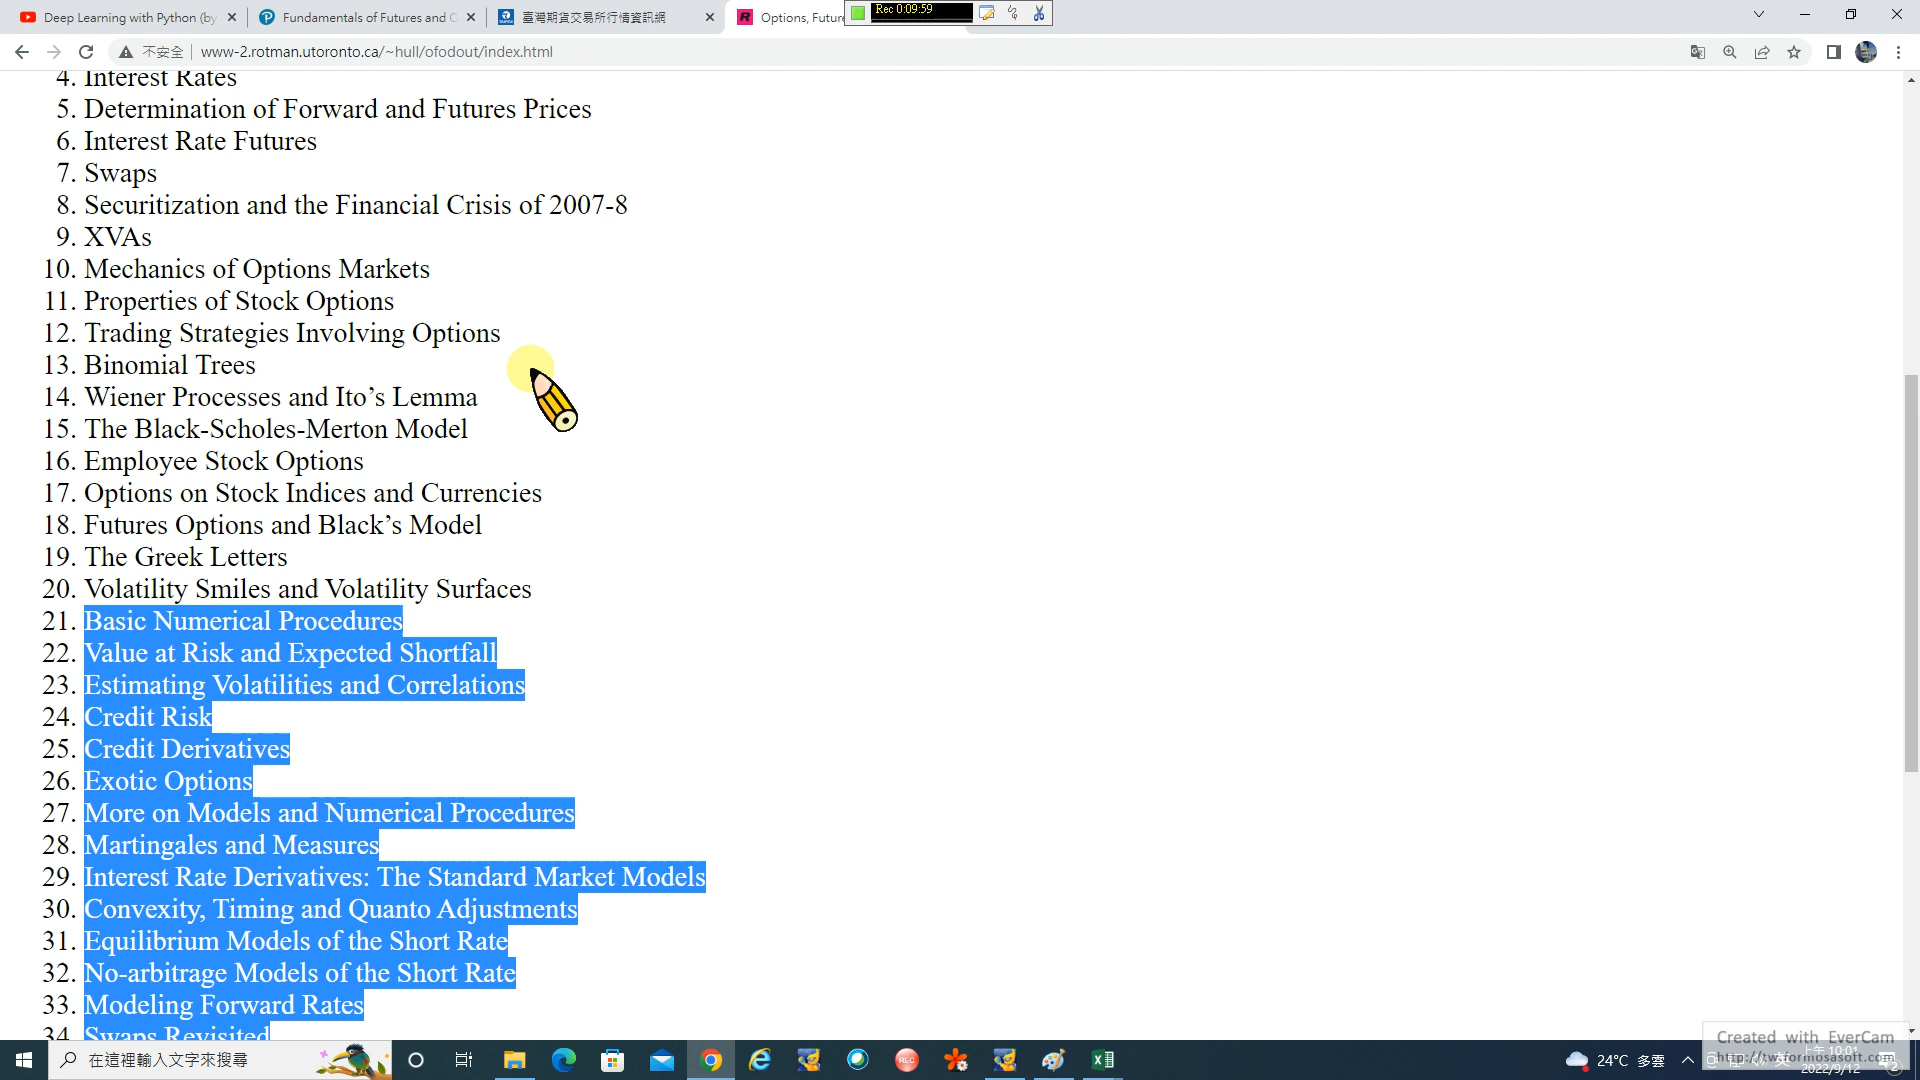 Deep Learning with Python (by
Fundamentals of Futures and O
臺灣期貨交易所行情資訊網
Options, Futur
Rec 0:09:59
不安全
www-2.rotman.utoronto.ca/~hull/ofodout/index.html
4. Interest Rates
5. Determination of Forward and Futures Prices
6. Interest Rate Futures
7. Swaps
8. Securitization and the Financial Crisis of 2007-8
9. XVAs
10. Mechanics of Options Markets
11. Properties of Stock Options
12. Trading Strategies Involving Options
13. Binomial Trees
14. Wiener Processes and Ito’s Lemma
15. The Black-Scholes-Merton Model
16. Employee Stock Options
17. Options on Stock Indices and Currencies
18. Futures Options and Black’s Model
19. The Greek Letters
20. Volatility Smiles and Volatility Surfaces
21. Basic Numerical Procedures
22. Value at Risk and Expected Shortfall
23. Estimating Volatilities and Correlations
24. Credit Risk
25. Credit Derivatives
26. Exotic Options
27. More on Models and Numerical Procedures
28. Martingales and Measures
29. Interest Rate Derivatives: The Standard Market Models
30. Convexity, Timing and Quanto Adjustments
31. Equilibrium Models of the Short Rate
32. No-arbitrage Models of the Short Rate
33. Modeling Forward Rates
34. Swaps Revisited
Created with EverCam
在這裡輸入文字來搜尋
REC
24°C 多雲
英
上午 10:01
2022/9/12
2